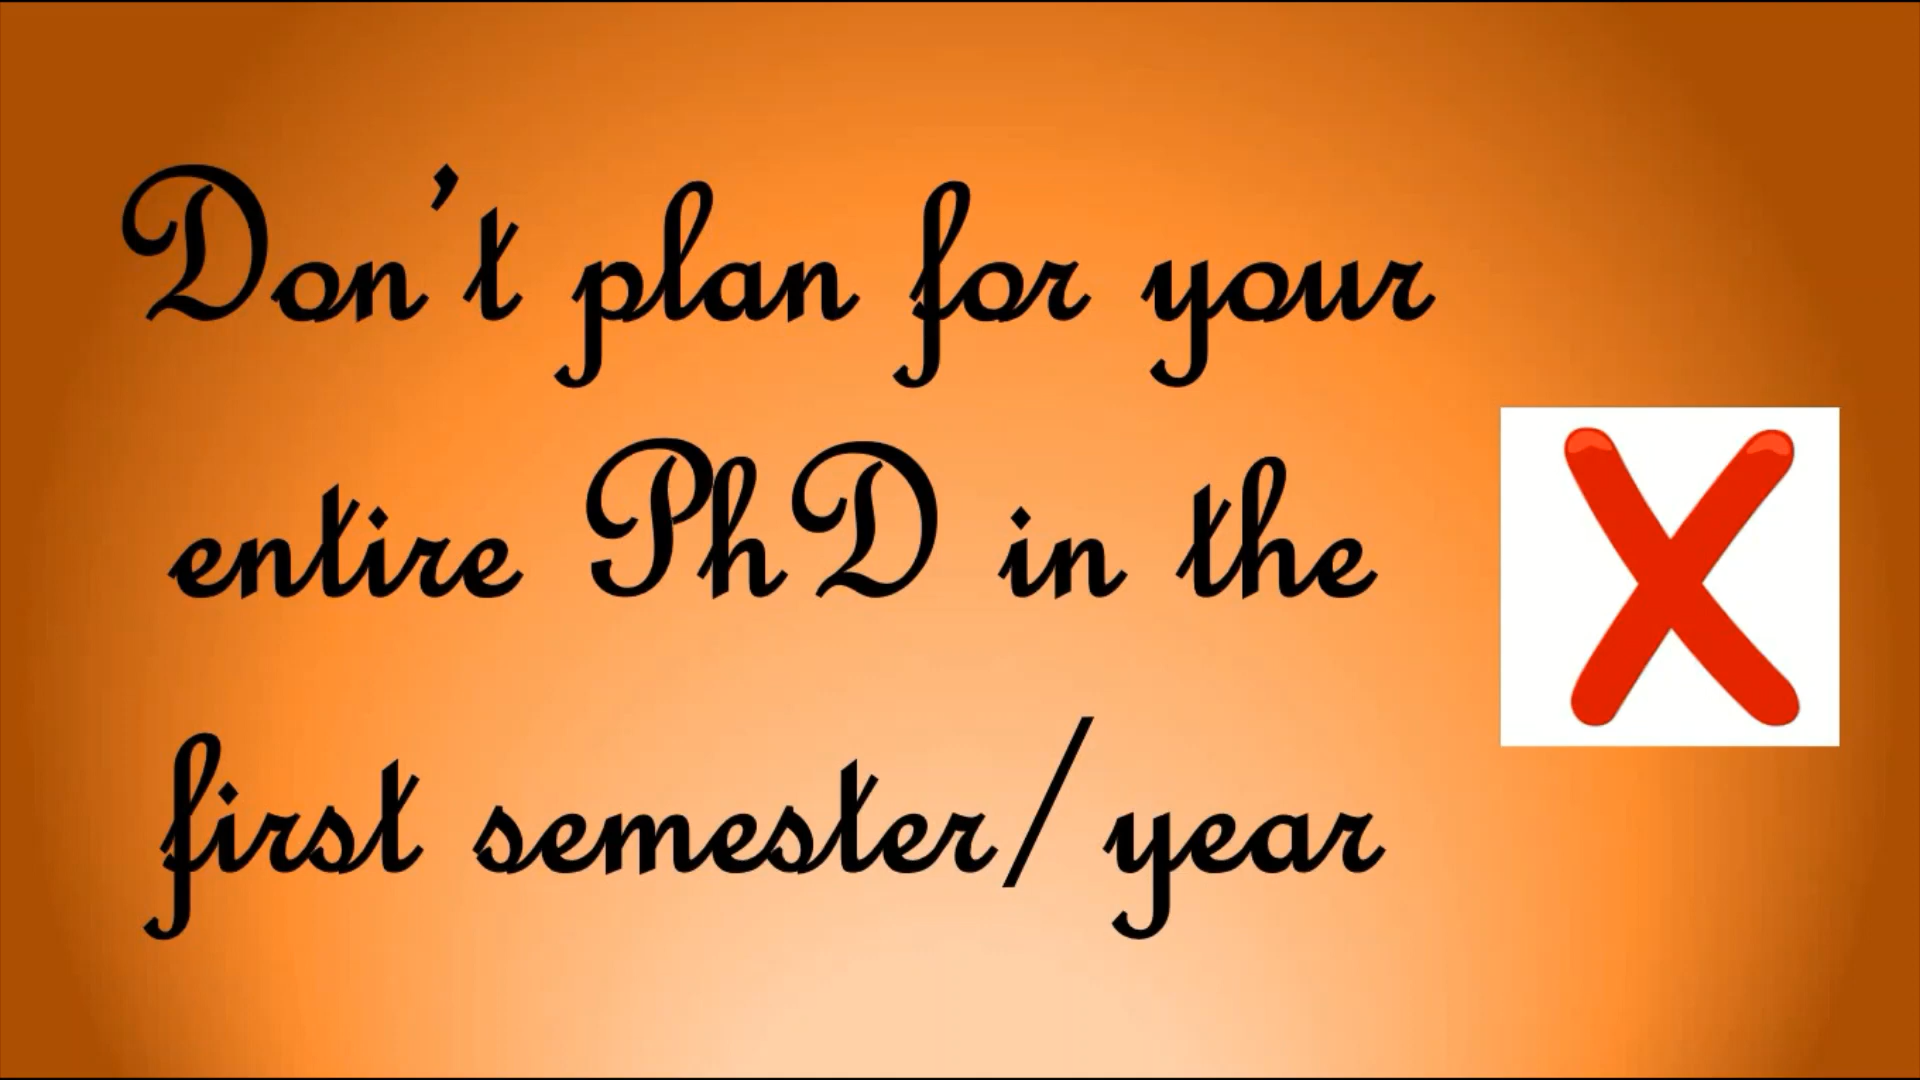 Don't plan for your
entire PhD in the
first semester/year